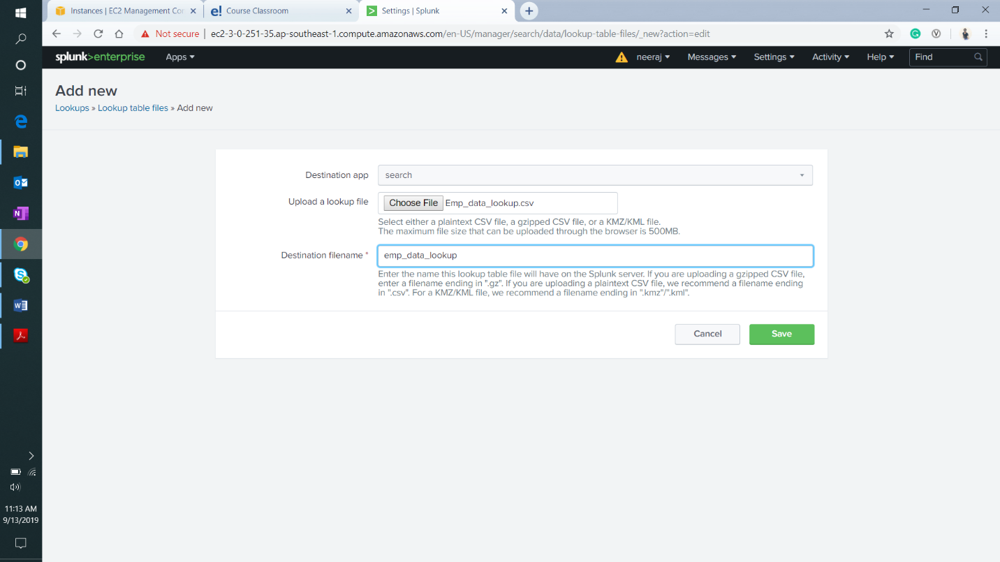 Instances | EC2 Management Co
Course Classroom
Settings | Splunk
Not secure | ec2-3-0-251-35.ap-southeast-1.compute.amazonaws.com/en-US/manager/search/data/lookup-table-files/_new?action=edit
splunk>enterprise Apps neeraj Messages Settings Activity Help Find
Add new
Lookups » Lookup table files » Add new
Destination app search
Upload a lookup file Choose File Emp_data_lookup.csv
Select either a plaintext CSV file, a gzipped CSV file, or a KMZ/KML file.
The maximum file size that can be uploaded through the browser is 500MB.
Destination filename * emp_data_lookup
Enter the name this lookup table file will have on the Splunk server. If you are uploading a gzipped CSV file,
enter a filename ending in ".gz". If you are uploading a plaintext CSV file, we recommend a filename ending
in ".csv". For a KMZ/KML file, we recommend a filename ending in ".kmz"/".kml".
Cancel Save
11:13 AM
9/13/2019